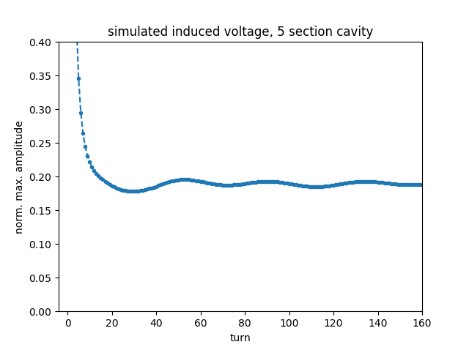 simulated induced voltage, 5 section cavity
0.40
0.35
0.30
0.25
0.20
0.15
0.10
0.05
0.00
norm. max. amplitude
0 20 40 60 80 100 120 140 160
turn